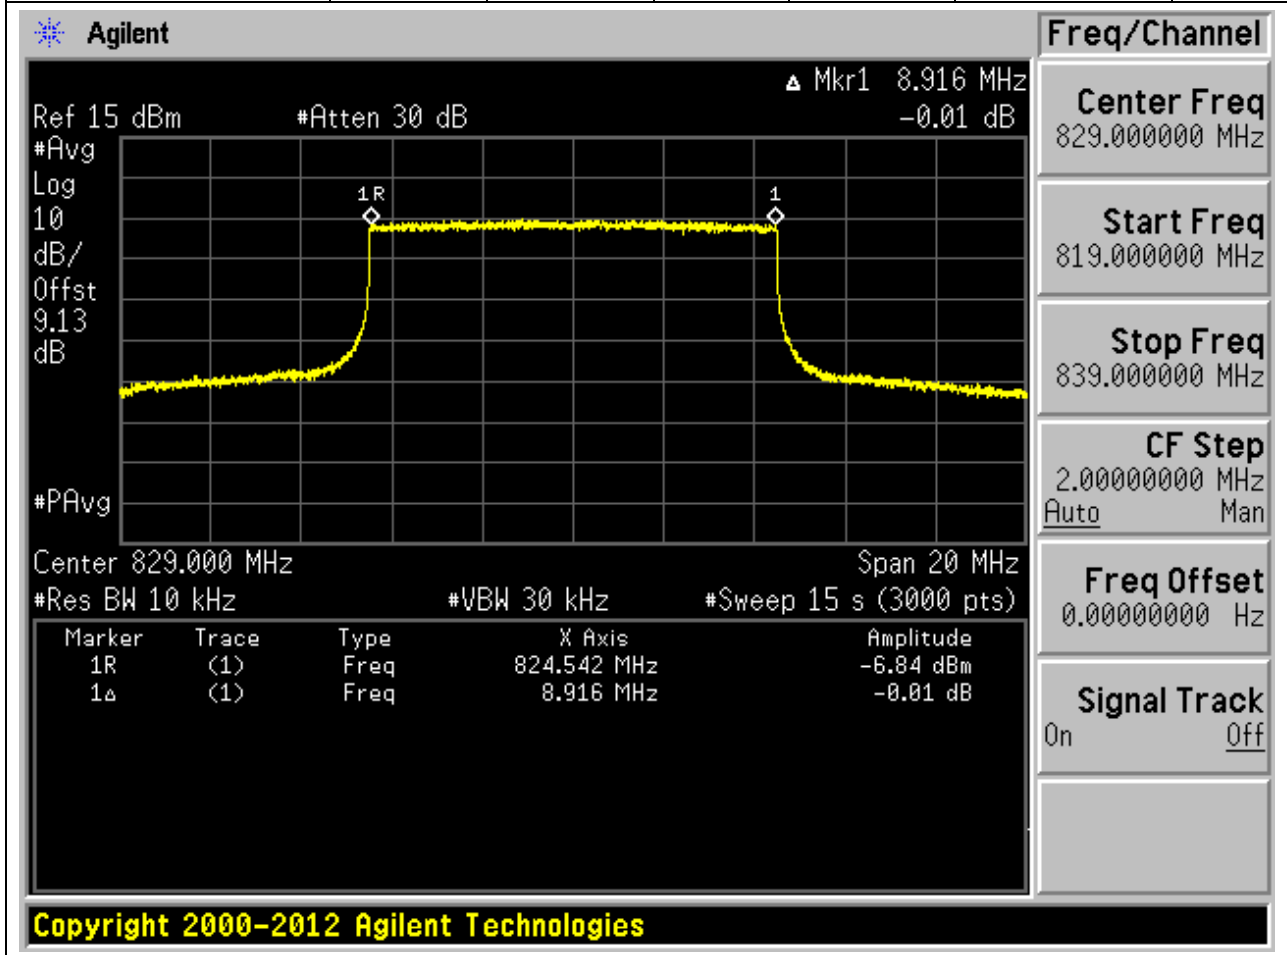 Agilent
Freq/Channel
Δ Mkr1 8.916 MHz
Ref 15 dBm #Atten 30 dB -0.01 dB
#Avg
Log
10
dB/
Offst
9.13
dB
#PAvg
1R
1
Center 829.000 MHz Span 20 MHz
#Res BW 10 kHz #VBW 30 kHz #Sweep 15 s (3000 pts)
Marker Trace Type X Axis Amplitude
1R (1) Freq 824.542 MHz -6.84 dBm
1Δ (1) Freq 8.916 MHz -0.01 dB
Center Freq
829.000000 MHz
Start Freq
819.000000 MHz
Stop Freq
839.000000 MHz
CF Step
2.00000000 MHz
Auto Man
Freq Offset
0.00000000 Hz
Signal Track
On Off
Copyright 2000-2012 Agilent Technologies